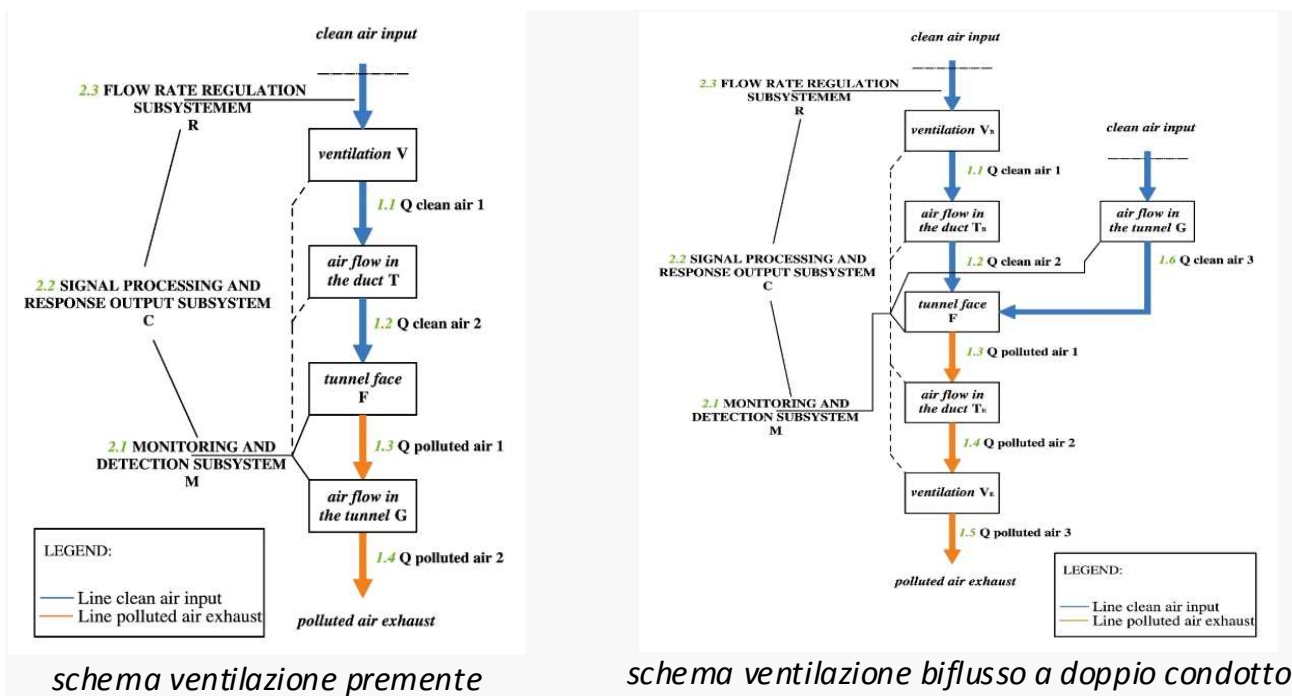 clean air input
2.3 FLOW RATE REGULATION
SUBSYSTEMEM
R
ventilation V
1.1 Q clean air 1
air flow in
the duct T
2.2 SIGNAL PROCESSING AND
RESPONSE OUTPUT SUBSYSTEM
C
1.2 Q clean air 2
tunnel face
F
2.1 MONITORING AND
DETECTION SUBSYSTEM
M
1.3 Q polluted air 1
air flow in
the tunnel G
1.4 Q polluted air 2
polluted air exhaust
LEGEND:
Line clean air input
Line polluted air exhaust
schema ventilazione premente
clean air input
2.3 FLOW RATE REGULATION
SUBSYSTEMEM
R
ventilation VB
clean air input
1.1 Q clean air 1
air flow in
the duct TB
air flow in
the tunnel G
2.2 SIGNAL PROCESSING AND
RESPONSE OUTPUT SUBSYSTEM
C
1.2 Q clean air 2
1.6 Q clean air 3
tunnel face
F
1.3 Q polluted air 1
air flow in
the duct TE
2.1 MONITORING AND
DETECTION SUBSYSTEM
M
1.4 Q polluted air 2
ventilation VE
1.5 Q polluted air 3
polluted air exhaust
LEGEND:
Line clean air input
Line polluted air exhaust
schema ventilazione biflusso a doppio condotto